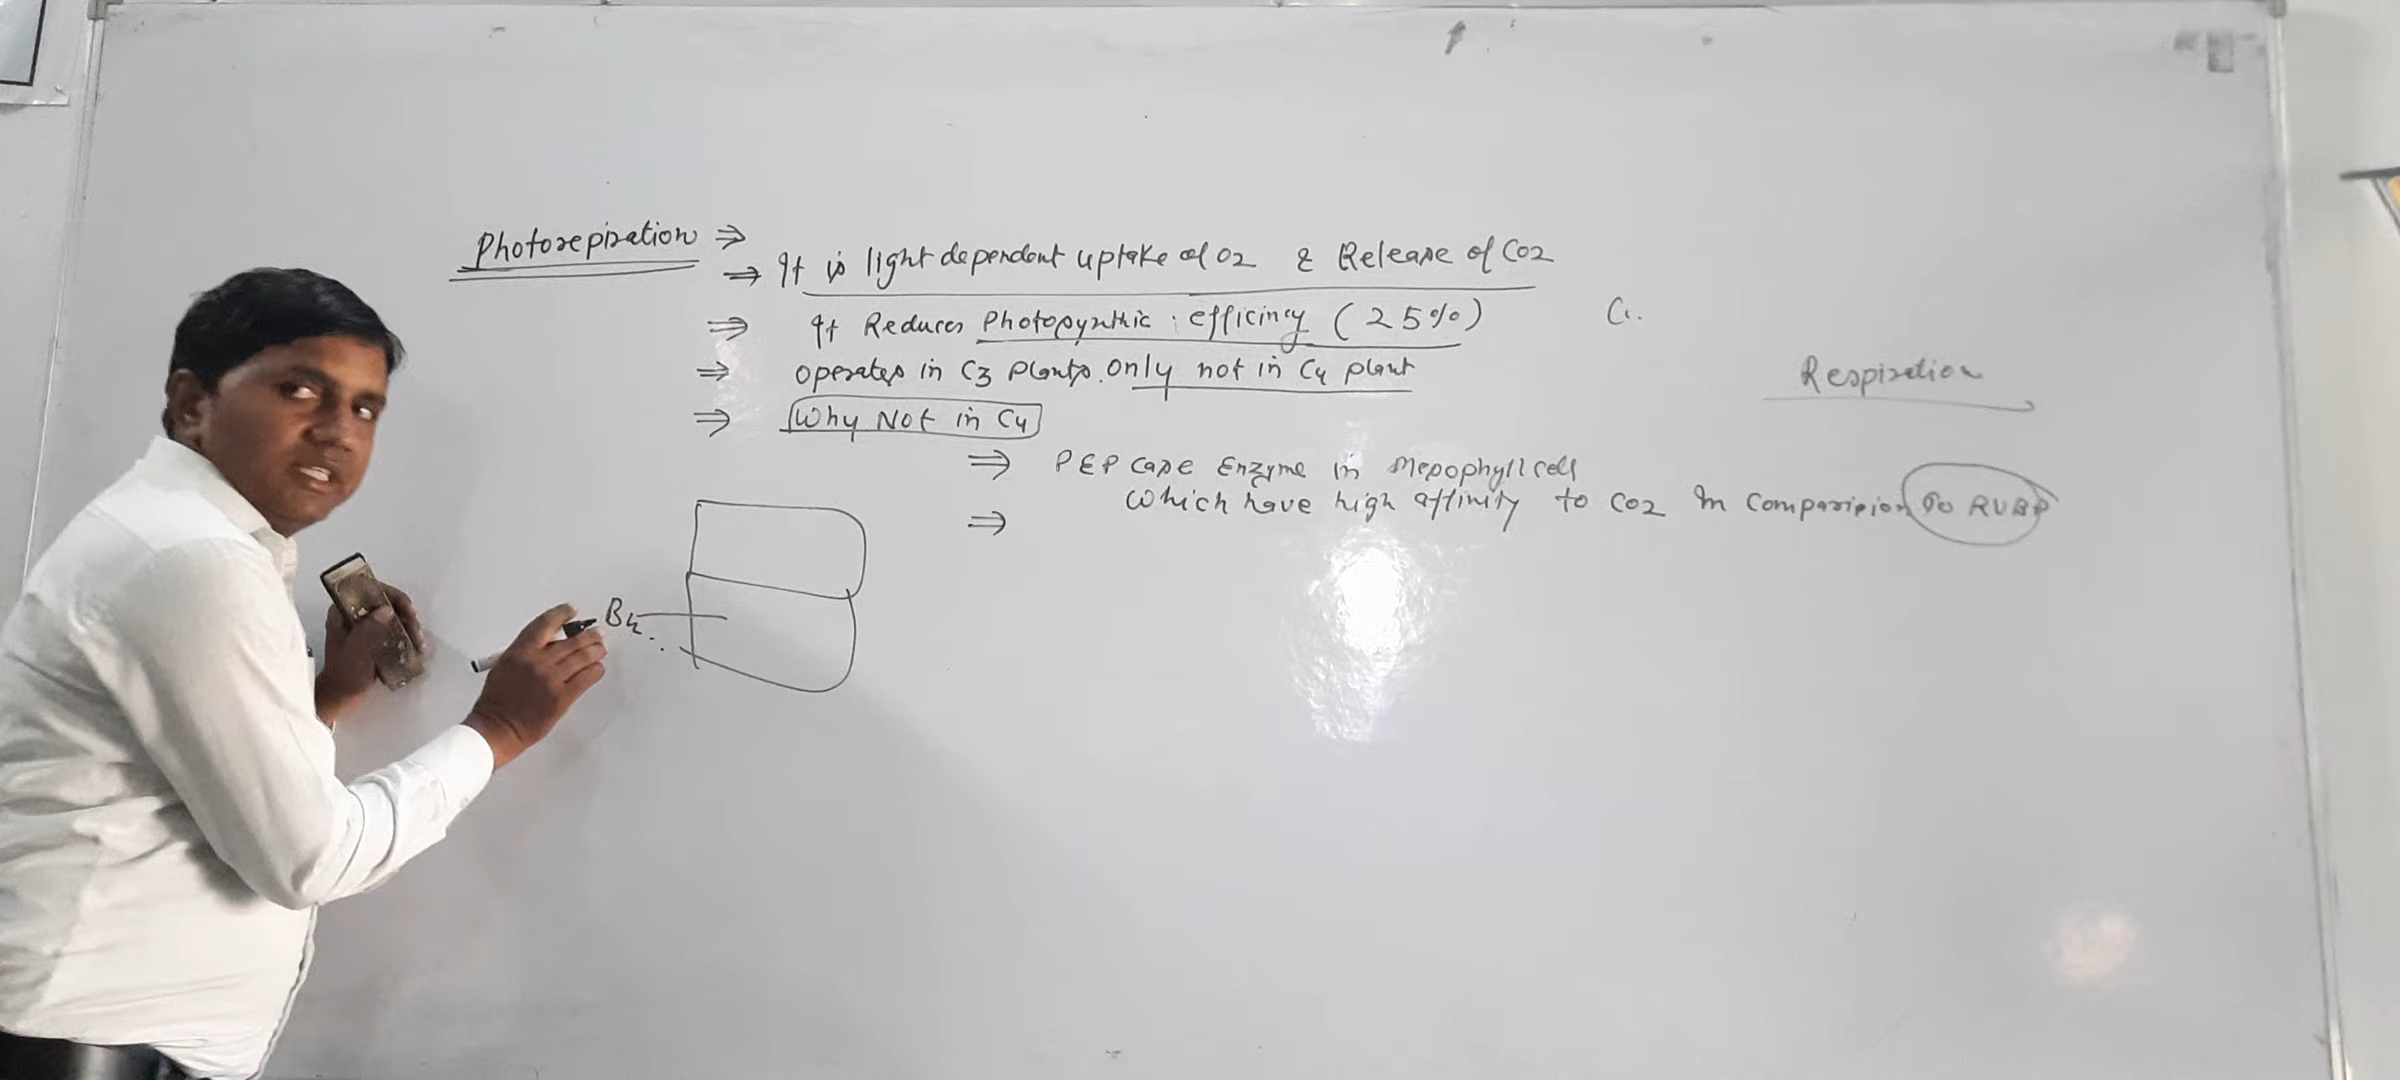 Photorepiration ⇒
⇒ It is light dependent uptake of O2 & Release of CO2
⇒ It Reduces Photosynthic efficincy (25%)
C.
⇒ operates in C3 plants only not in C4 plant
Respiration
⇒ Why Not in C4
⇒ PEP case Enzyme in Mesophyll cell
which have high affinity to CO2 in comparision to RUBP
⇒